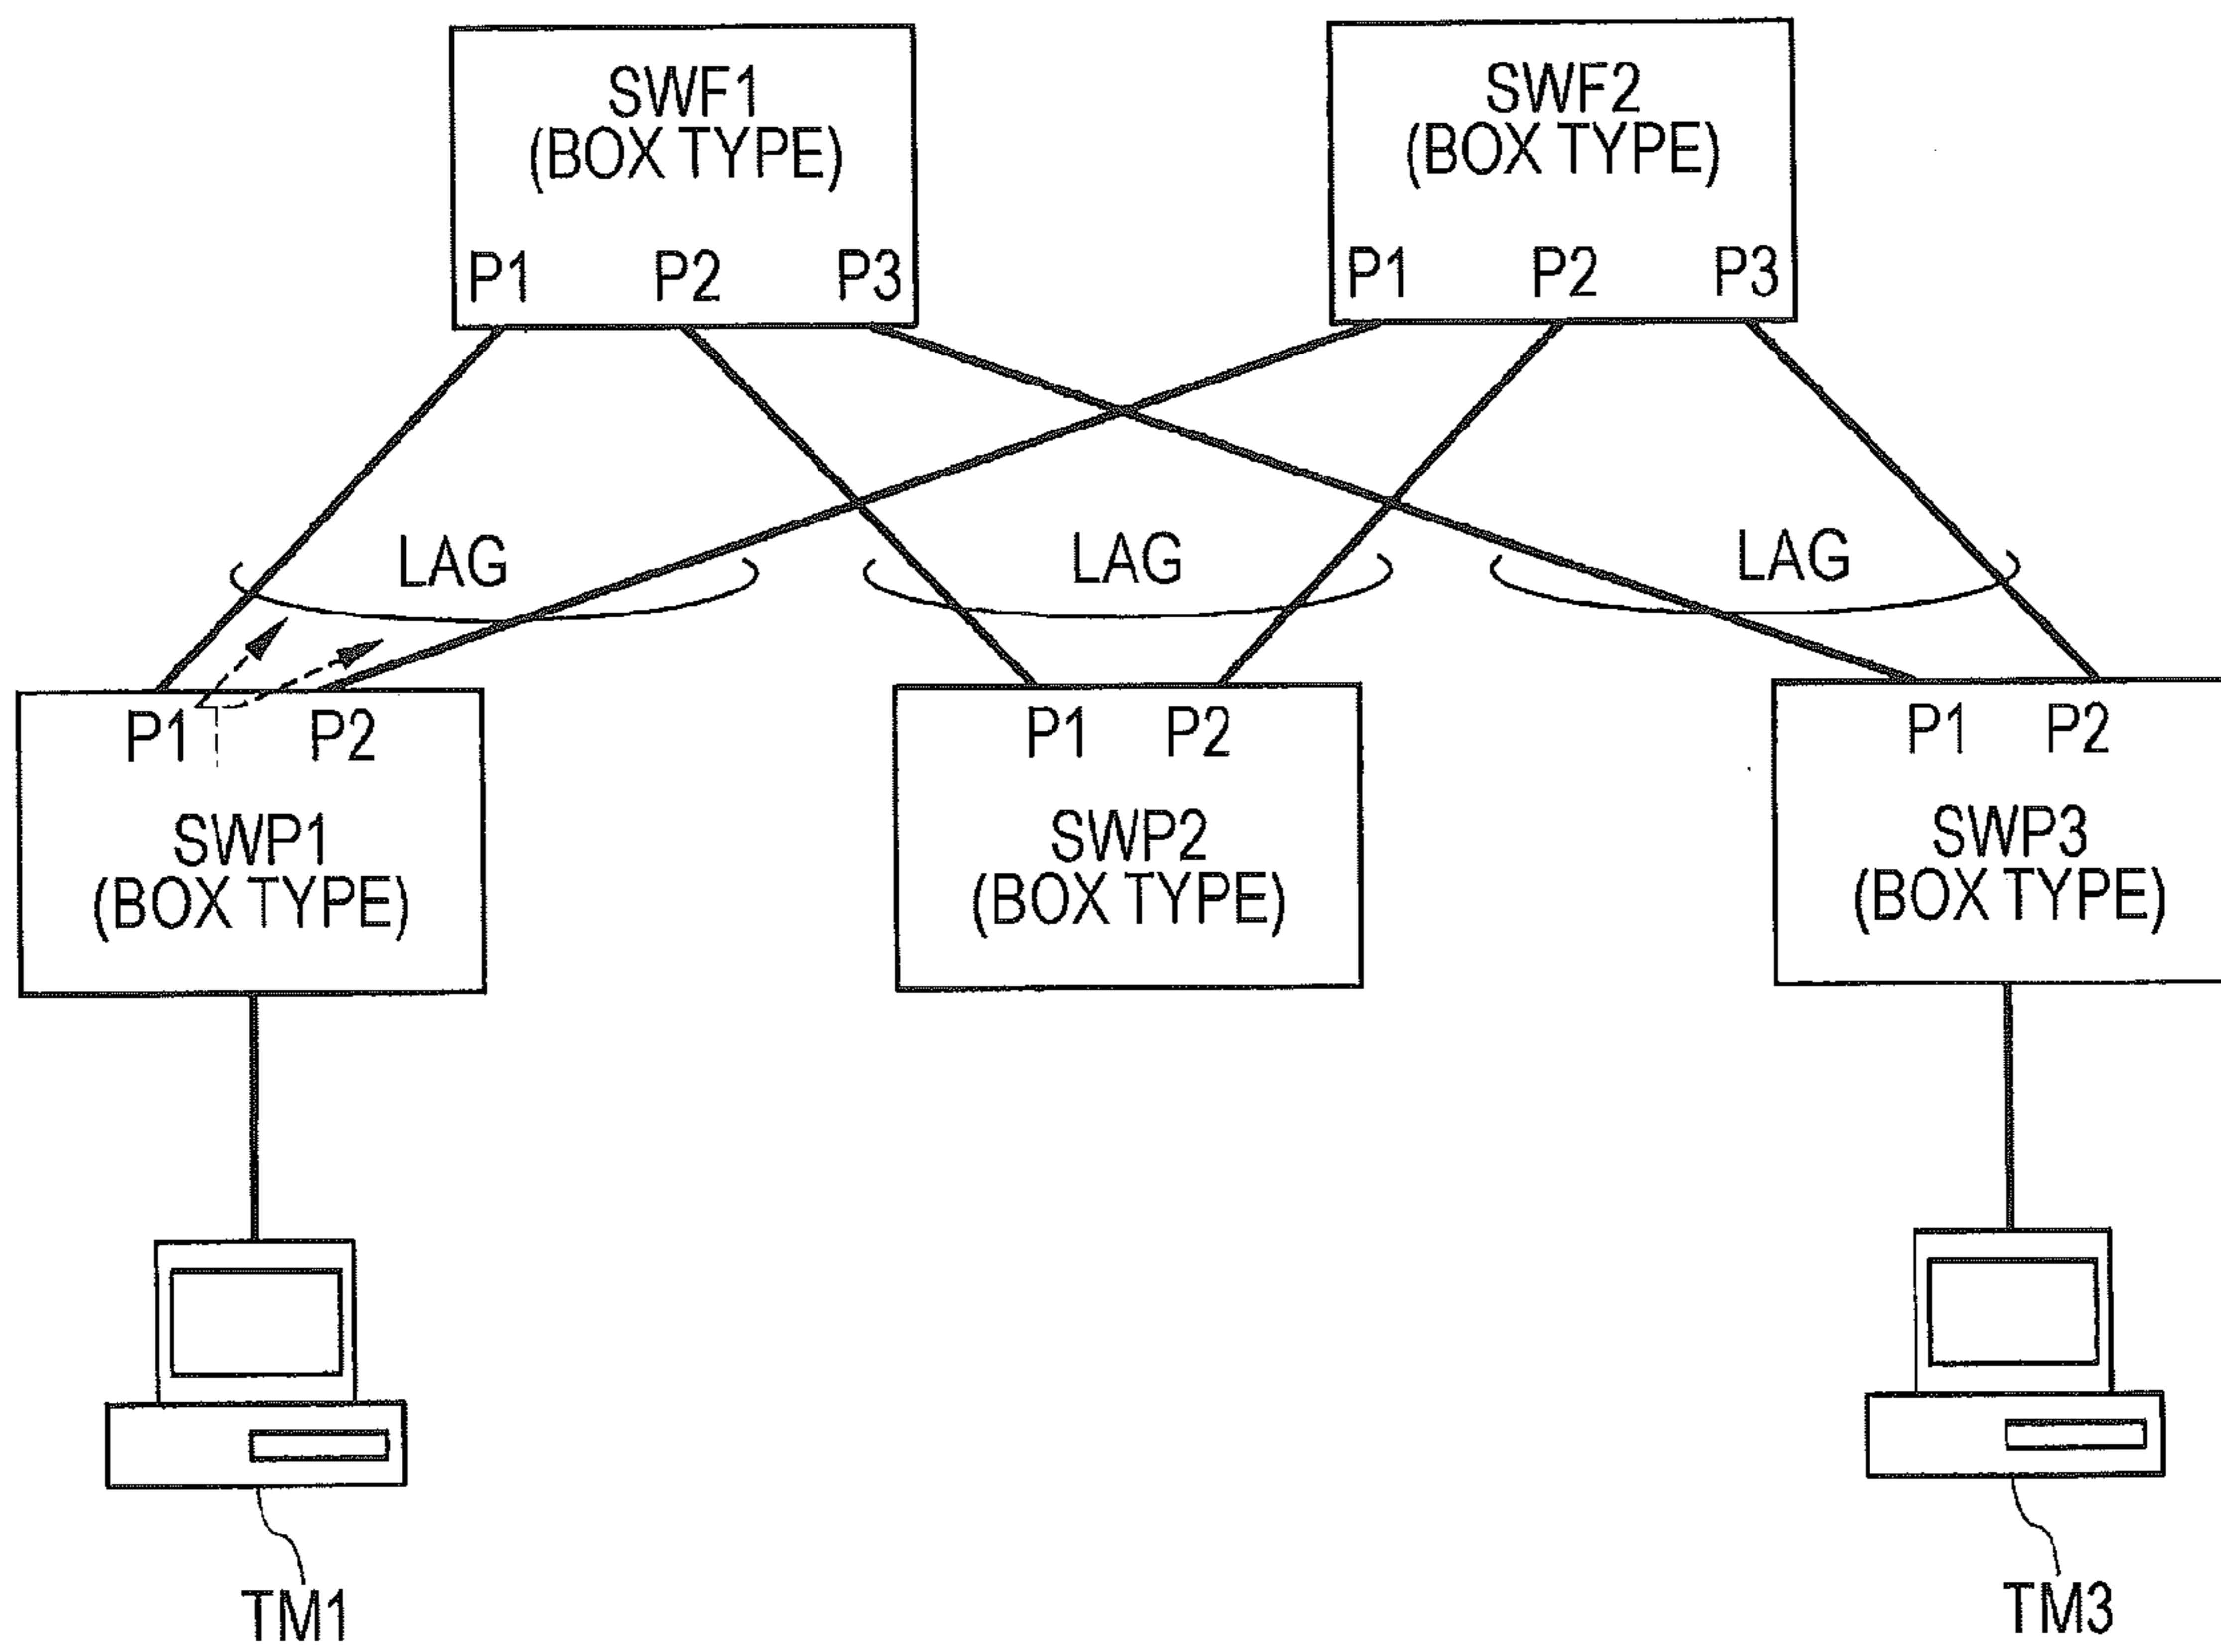 SWF1
(BOX TYPE)
P1 P2 P3
SWF2
(BOX TYPE)
P1 P2 P3
LAG
LAG
LAG
P1 P2
SWP1
(BOX TYPE)
P1 P2
SWP2
(BOX TYPE)
P1 P2
SWP3
(BOX TYPE)
TM1
TM3